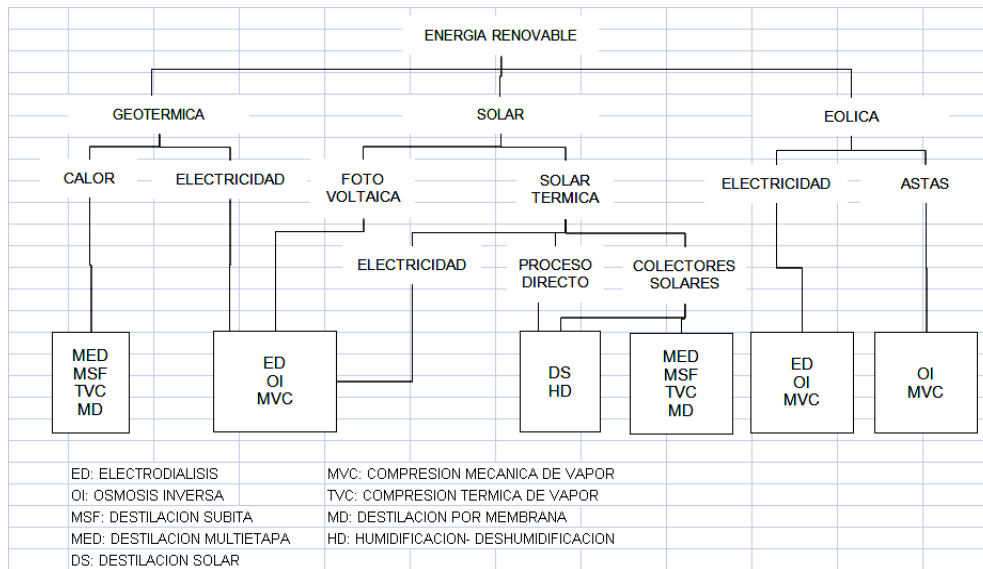 ENERGIA RENOVABLE
GEOTERMICA
SOLAR
EOLICA
CALOR
ELECTRICIDAD
FOTO
VOLTAICA
SOLAR
TERMICA
ELECTRICIDAD
ASTAS
ELECTRICIDAD
PROCESO
DIRECTO
COLECTORES
SOLARES
MED
MSF
TVC
MD
ED
OI
MVC
DS
HD
MED
MSF
TVC
MD
ED
OI
MVC
OI
MVC
ED: ELECTRODIALISIS
MVC: COMPRESION MECANICA DE VAPOR
OI: OSMOSIS INVERSA
TVC: COMPRESION TERMICA DE VAPOR
MSF: DESTILACION SUBITA
MD: DESTILACION POR MEMBRANA
MED: DESTILACION MULTIETAPA
HD: HUMIDIFICACION- DESHUMIDIFICACION
DS: DESTILACION SOLAR